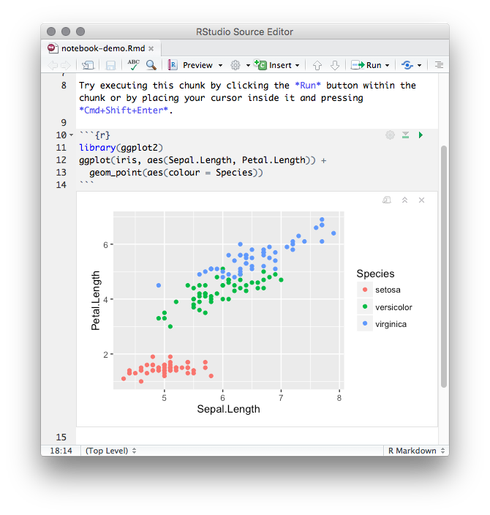 RStudio Source Editor
notebook-demo.Rmd
ABC Preview Insert Run
8 Try executing this chunk by clicking the *Run* button within the
chunk or by placing your cursor inside it and pressing
*Cmd+Shift+Enter*.
9
10 ```{r}
11 library(ggplot2)
12 ggplot(iris, aes(Sepal.Length, Petal.Length)) +
13 geom_point(aes(colour = Species))
14 ```
6
4
2
Petal.Length
5 6 7 8
Sepal.Length
Species
setosa
versicolor
virginica
15
18:14 (Top Level) R Markdown